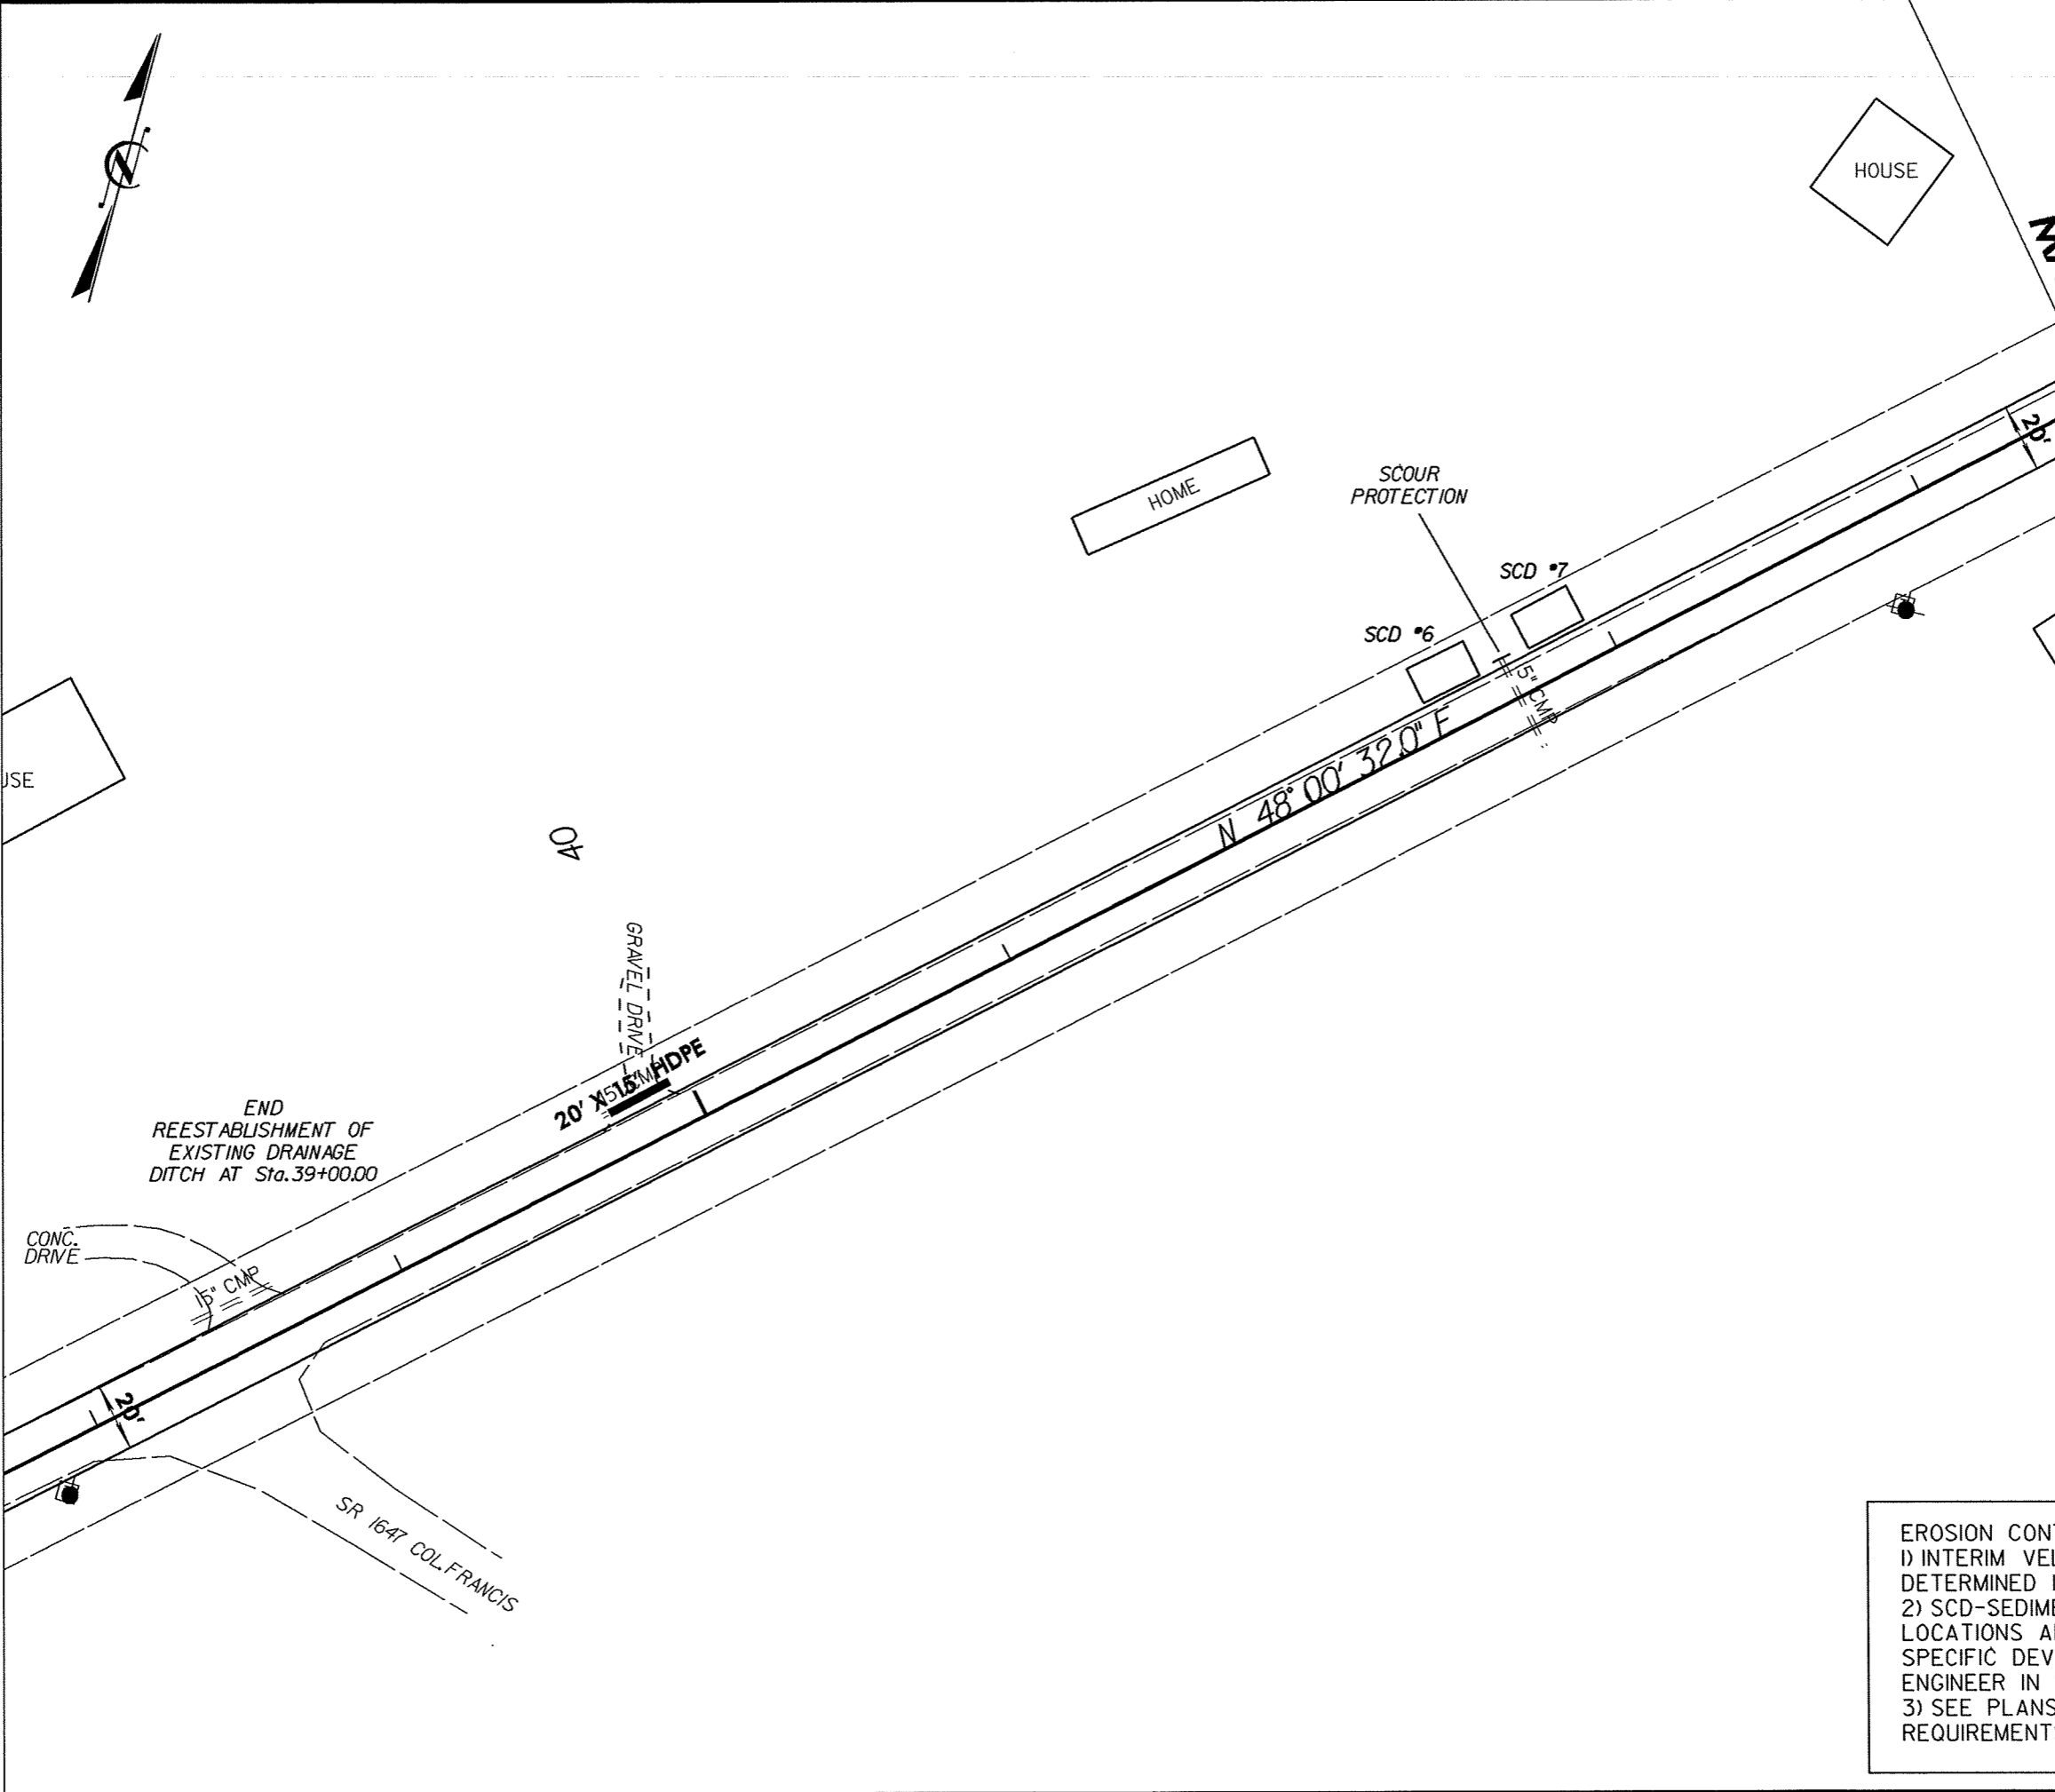 N
HOUSE
20'
HOME
SCOUR
PROTECTION
SCD #7
SCD #6
5" CMP
N 48° 00' 32.0" E
USE
40
GRAVEL DRIVE
20' X 15" HDPE
END
REESTABLISHMENT OF
EXISTING DRAINAGE
DITCH AT Sta.39+00.00
CONC.
DRIVE
15" CMP
20'
SR 1647 COL.FRANCIS
EROSION CON
1) INTERIM VEL
DETERMINED
2) SCD-SEDIM
LOCATIONS A
SPECIFIC DEV
ENGINEER IN
3) SEE PLANS
REQUIREMENT